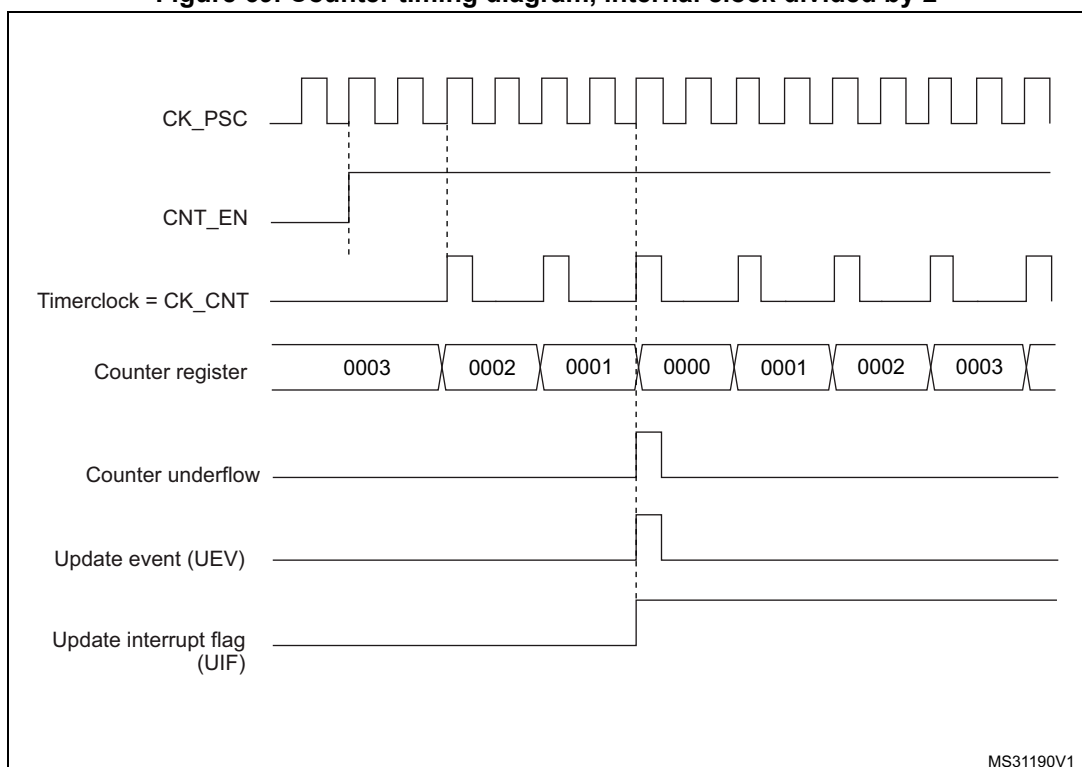 Figure 65. Counter timing diagram, internal clock divided by 2
CK_PSC
CNT_EN
Timerclock = CK_CNT
Counter register
0003 0002 0001 0000 0001 0002 0003
Counter underflow
Update event (UEV)
Update interrupt flag
(UIF)
MS31190V1